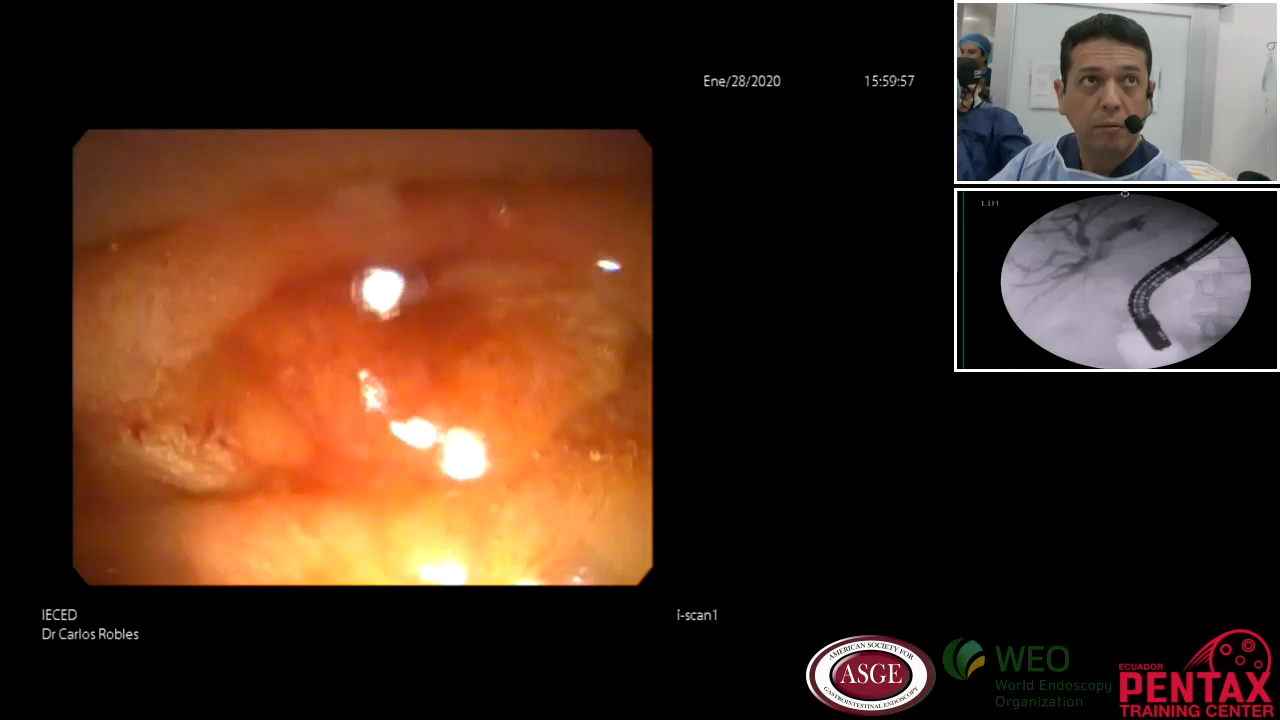 Ene/28/2020 15:59:57
LIH
IECED
Dr Carlos Robles
i-scan1
AMERICAN SOCIETY FOR
ASGE
GASTROINTESTINAL ENDOSCOPY
WEO
World Endoscopy
Organization
ECUADOR
PENTAX
TRAINING CENTER